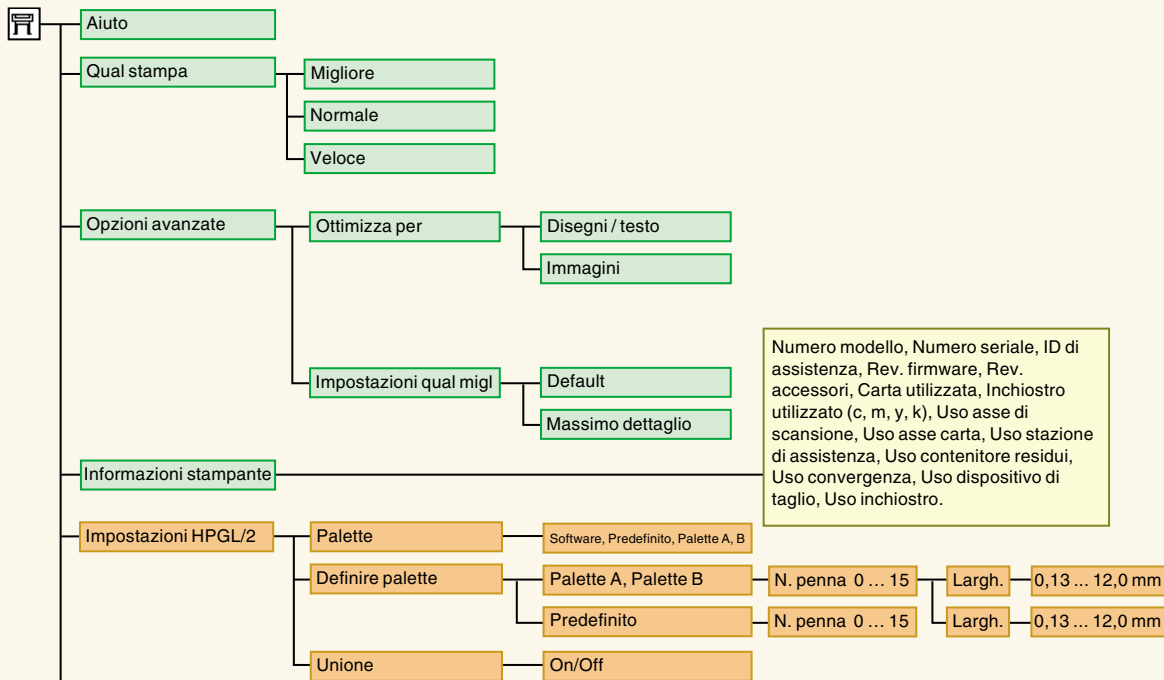 Aiuto
Qual stampa
Migliore
Normale
Veloce
Opzioni avanzate
Ottimizza per
Disegni / testo
Immagini
Impostazioni qual migl
Default
Massimo dettaglio
Informazioni stampante
Numero modello, Numero seriale, ID di
assistenza, Rev. firmware, Rev.
accessori, Carta utilizzata, Inchiostro
utilizzato (c, m, y, k), Uso asse di
scansione, Uso asse carta, Uso stazione
di assistenza, Uso contenitore residui,
Uso convergenza, Uso dispositivo di
taglio, Uso inchiostro.
Impostazioni HPGL/2
Palette
Software, Predefinito, Palette A, B
Definire palette
Palette A, Palette B
N. penna 0 ... 15
Largh.
0,13 ... 12,0 mm
Predefinito
N. penna 0 ... 15
Largh.
0,13 ... 12,0 mm
Unione
On/Off